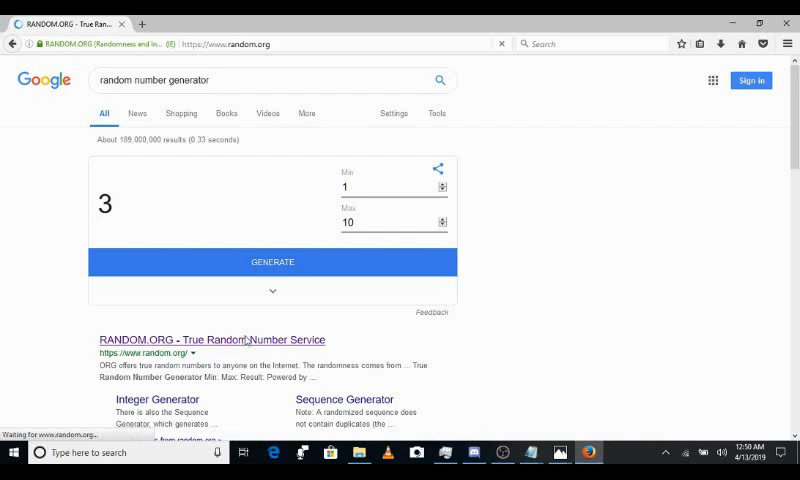 RANDOM.ORG - True Ran...
RANDOM.ORG (Randomness and In... (IE) https://www.random.org
Search
Google
random number generator
Sign in
All News Shopping Books Videos More Settings Tools
About 189,000,000 results (0.33 seconds)
3
Min
1
Max
10
GENERATE
Feedback
RANDOM.ORG - True Random Number Service
https://www.random.org/
ORG offers true random numbers to anyone on the Internet. The randomness comes from ... True
Random Number Generator Min: Max: Result: Powered by ...
Integer Generator
There is also the Sequence
Generator, which generates ...
from random.org
Sequence Generator
Note: A randomized sequence does
not contain duplicates (the ...
Waiting for www.random.org...
Type here to search
12:50 AM
4/13/2019